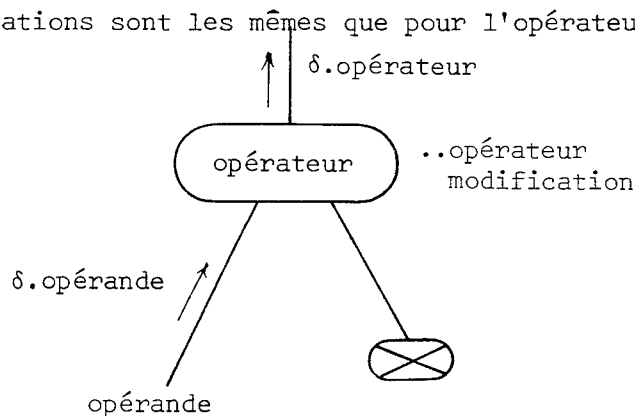 ations sont les mêmes que pour l'opérateu
δ.opérateur
opérateur
..opérateur
modification
δ.opérande
opérande